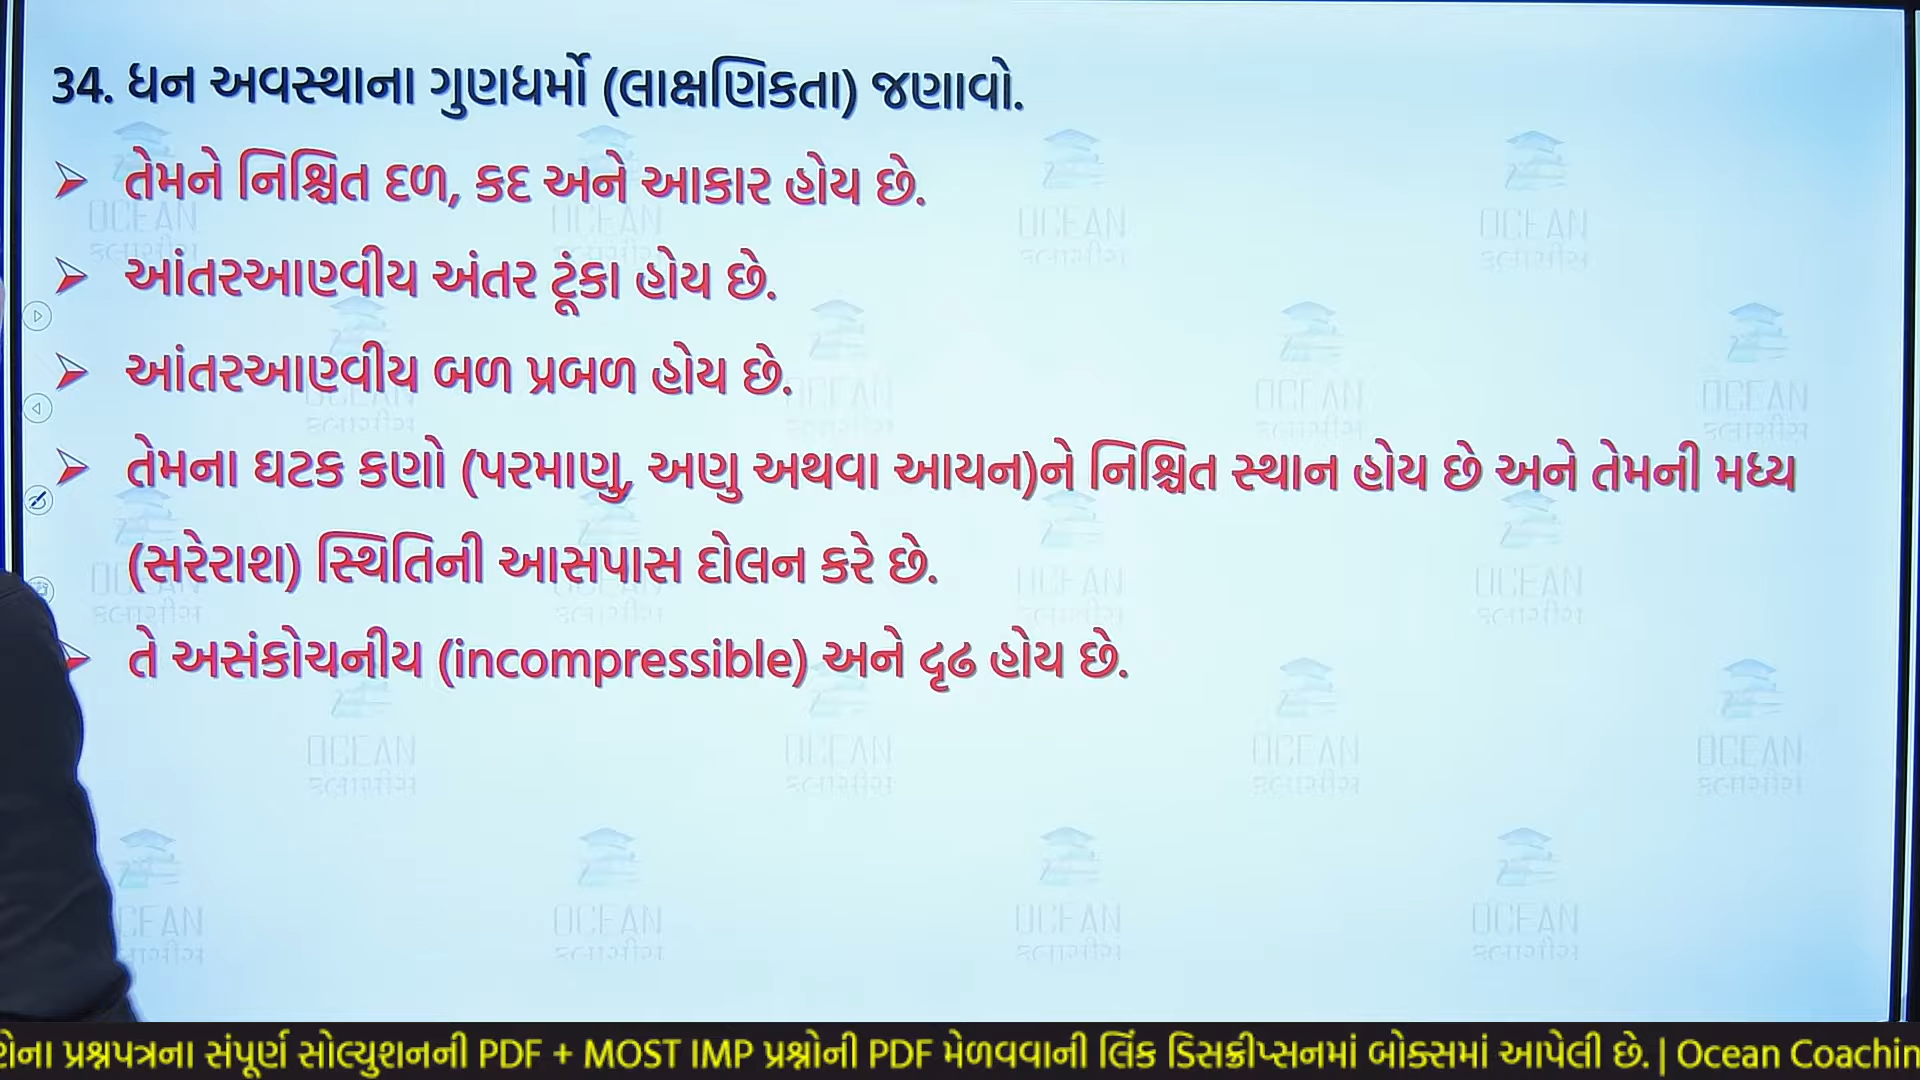 34. ધન અવસ્થાના ગુણધર્મો (લાક્ષણિકતા) જણાવો.
➢ તેમને નિશ્ચિત દળ, કદ અને આકાર હોય છે.
➢ આંતરઆણ્વીય અંતર ટૂંકા હોય છે.
➢ આંતરઆણ્વીય બળ પ્રબળ હોય છે.
➢ તેમના ઘટક કણો (પરમાણુ, અણુ અથવા આયન)ને નિશ્ચિત સ્થાન હોય છે અને તેમની મધ્ય
(સરેરાશ) સ્થિતિની આસપાસ દોલન કરે છે.
➢ તે અસંકોચનીય (incompressible) અને દૃઢ હોય છે.
પ્રશ્નપત્રના સંપૂર્ણ સોલ્યુશનની PDF + MOST IMP પ્રશ્નોની PDF મેળવવાની લિંક ડિસક્રીપ્સનમાં બોક્સમાં આપેલી છે. | Ocean Coachin